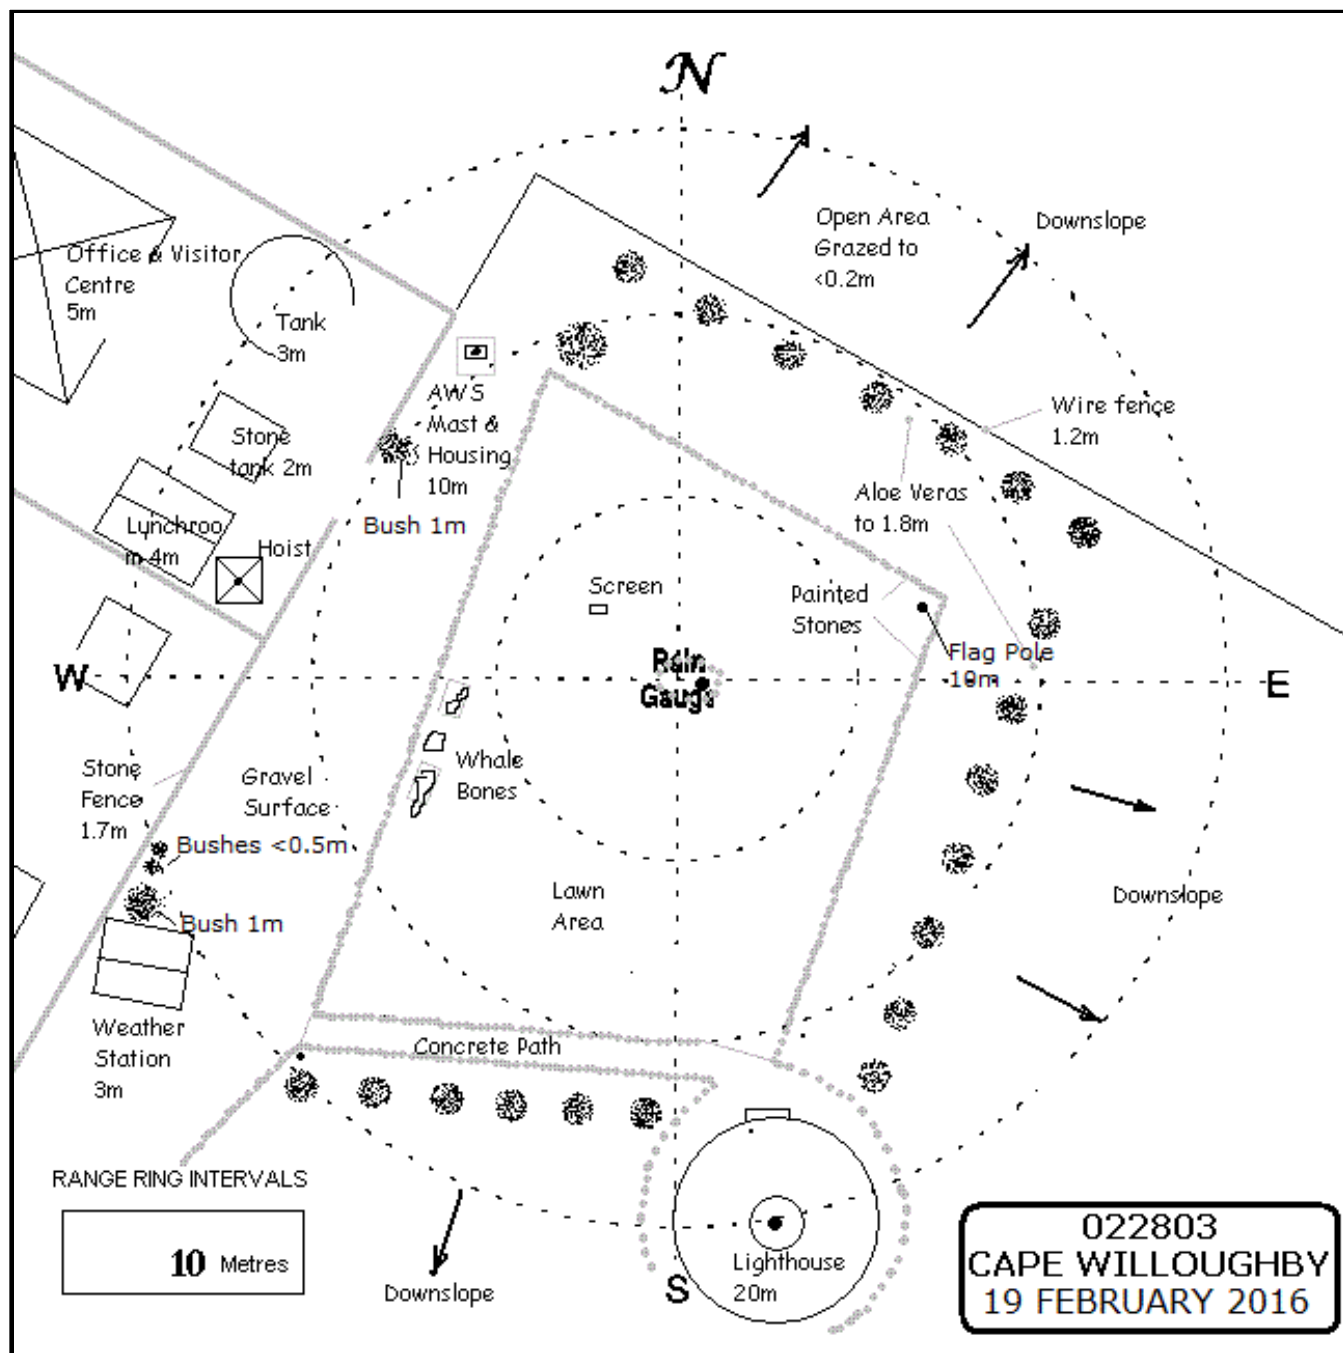 N
Open Area
Grazed to
<0.2m
Downslope
Office & Visitor
Centre
5m
Tank
3m
AWS
Mast &
Housing
10m
Wire fence
1.2m
Stone
tank 2m
Aloe Veras
to 1.8m
Bush 1m
Lunchroo
m 4m
Hoist
Screen
Painted
Stones
Rain
Gauge
Flag Pole
10m
W
E
Stone
Fence
1.7m
Gravel
Surface
Whale
Bones
Bushes <0.5m
Bush 1m
Lawn
Area
Downslope
Weather
Station
3m
Concrete Path
RANGE RING INTERVALS
10 Metres
Downslope
S
Lighthouse
20m
022803
CAPE WILLOUGHBY
19 FEBRUARY 2016